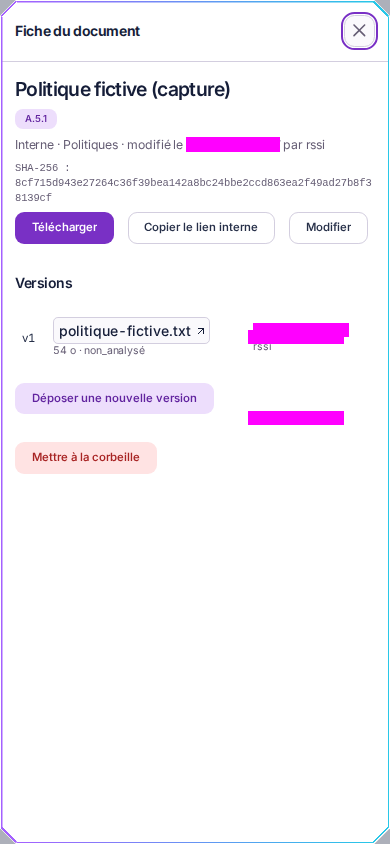 Fiche du document
Politique fictive (capture)
A.5.1
Interne · Politiques · modifié le par rssi
SHA-256 :
8cf715d943e27264c36f39bea142a8bc24bbe2ccd863ea2f49ad27b8f3
8139cf
Télécharger Copier le lien interne Modifier
Versions
v1 politique-fictive.txt
54 o · non_analysé rssi
Déposer une nouvelle version
Mettre à la corbeille